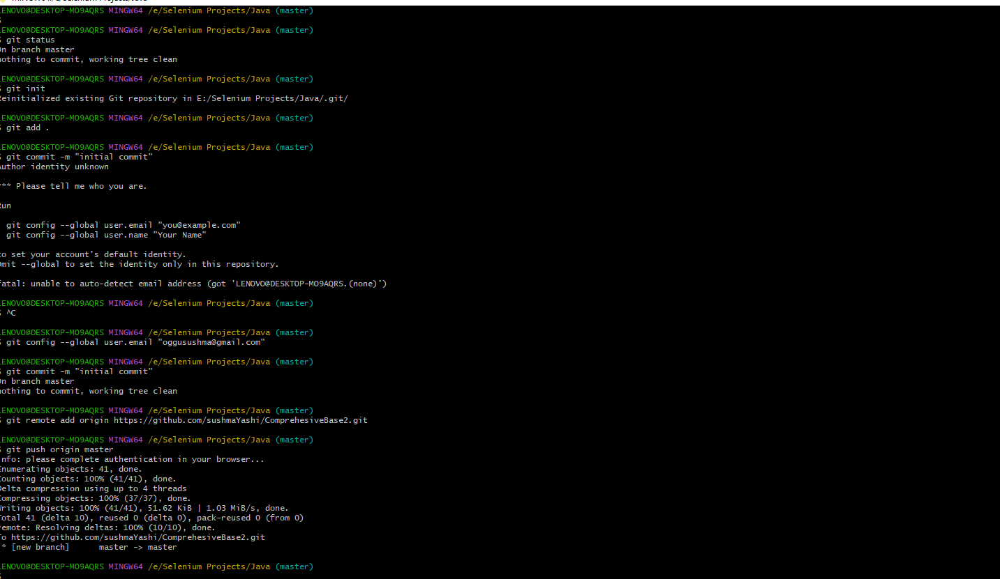 LENOVO@DESKTOP-MO9AQRS MINGW64 /e/Selenium Projects/Java (master)
$
LENOVO@DESKTOP-MO9AQRS MINGW64 /e/Selenium Projects/Java (master)
$ git status
On branch master
nothing to commit, working tree clean
LENOVO@DESKTOP-MO9AQRS MINGW64 /e/Selenium Projects/Java (master)
$ git init
Reinitialized existing Git repository in E:/Selenium Projects/Java/.git/
LENOVO@DESKTOP-MO9AQRS MINGW64 /e/Selenium Projects/Java (master)
$ git add .
LENOVO@DESKTOP-MO9AQRS MINGW64 /e/Selenium Projects/Java (master)
$ git commit -m "initial commit"
Author identity unknown
*** Please tell me who you are.
Run
git config --global user.email "you@example.com"
git config --global user.name "Your Name"
to set your account's default identity.
Omit --global to set the identity only in this repository.
fatal: unable to auto-detect email address (got 'LENOVO@DESKTOP-MO9AQRS.(none)')
LENOVO@DESKTOP-MO9AQRS MINGW64 /e/Selenium Projects/Java (master)
$ ^C
LENOVO@DESKTOP-MO9AQRS MINGW64 /e/Selenium Projects/Java (master)
$ git config --global user.email "oggusushma@gmail.com"
LENOVO@DESKTOP-MO9AQRS MINGW64 /e/Selenium Projects/Java (master)
$ git commit -m "initial commit"
On branch master
nothing to commit, working tree clean
LENOVO@DESKTOP-MO9AQRS MINGW64 /e/Selenium Projects/Java (master)
$ git remote add origin https://github.com/sushmaYashi/ComprehesiveBase2.git
LENOVO@DESKTOP-MO9AQRS MINGW64 /e/Selenium Projects/Java (master)
$ git push origin master
info: please complete authentication in your browser...
Enumerating objects: 41, done.
Counting objects: 100% (41/41), done.
Delta compression using up to 4 threads
Compressing objects: 100% (37/37), done.
Writing objects: 100% (41/41), 51.62 KiB | 1.03 MiB/s, done.
Total 41 (delta 10), reused 0 (delta 0), pack-reused 0 (from 0)
remote: Resolving deltas: 100% (10/10), done.
To https://github.com/sushmaYashi/ComprehesiveBase2.git
* [new branch]      master -> master
LENOVO@DESKTOP-MO9AQRS MINGW64 /e/Selenium Projects/Java (master)
$